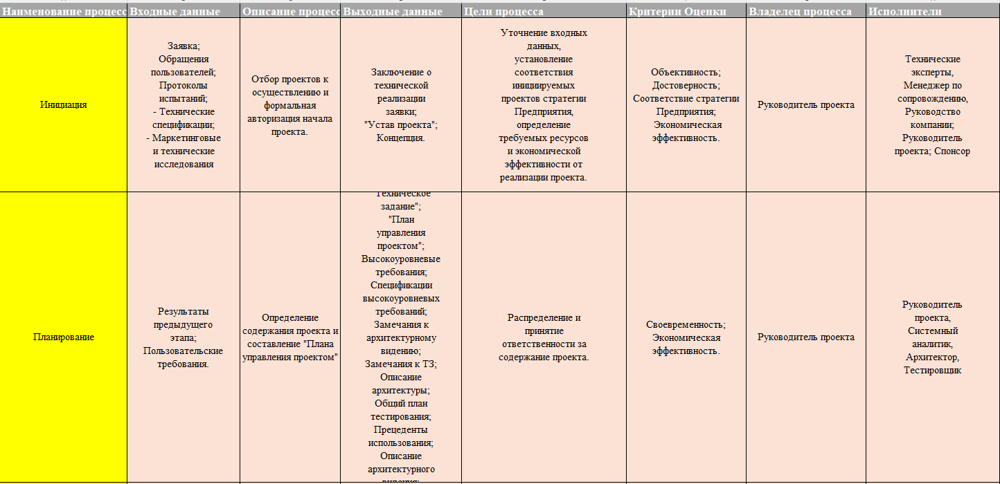 Наименование процесс Входные данные Описание процесс Выходные данные Цели процесса Критерии Оценки Владелец процесса Исполнители
Инициация
Заявка;
Обращения
пользователей;
Протоколы
испытаний;
- Технические
спецификации;
- Маркетинговые
и технические
исследования
Отбор проектов к
осуществлению и
формальная
авторизация начала
проекта.
Заключение о
технической
реализации
заявки;
"Устав проекта";
Концепция.
Уточнение входных
данных,
установление
соответствия
инициируемых
проектов стратегии
Предприятия,
определение
требуемых ресурсов
и экономической
эффективности от
реализации проекта.
Объективность;
Достоверность;
Соответствие стратегии
Предприятия;
Экономическая
эффективность.
Руководитель проекта
Технические
эксперты,
Менеджер по
сопровождению,
Руководство
компании;
Руководитель
проекта; Спонсор
Планирование
Результаты
предыдущего
этапа;
Пользовательские
требования.
Определение
содержания проекта и
составление "Плана
управления проектом"
Техническое
задание";
"План
управления
проектом";
Высокоуровневые
требования;
Спецификации
высокоуровневых
требований;
Замечания к
архитектурному
видению;
Замечания к ТЗ;
Описание
архитектуры;
Общий план
тестирования;
Прецеденты
использования;
Описание
архитектурного
видения;
Распределение и
принятие
ответственности за
содержание проекта.
Своевременность;
Экономическая
эффективность.
Руководитель проекта
Руководитель
проекта,
Системный
аналитик,
Архитектор,
Тестировщик